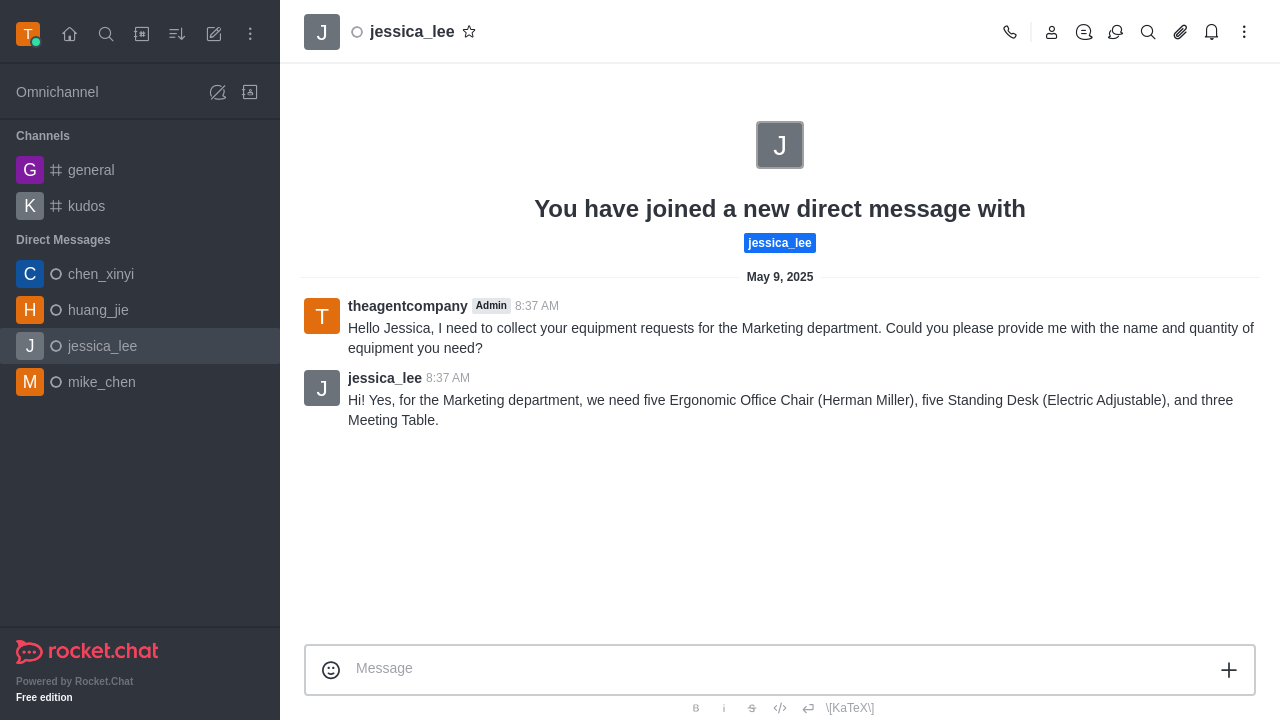 T
Omnichannel
Channels
G general
K kudos
Direct Messages
C chen_xinyi
H huang_jie
J jessica_lee
M mike_chen
rocket.chat
Powered by Rocket.Chat
Free edition
J jessica_lee
J
You have joined a new direct message with
jessica_lee
May 9, 2025
T theagentcompany Admin 8:37 AM
Hello Jessica, I need to collect your equipment requests for the Marketing department. Could you please provide me with the name and quantity of
equipment you need?
J jessica_lee 8:37 AM
Hi! Yes, for the Marketing department, we need five Ergonomic Office Chair (Herman Miller), five Standing Desk (Electric Adjustable), and three
Meeting Table.
Message
B i S </> \[KaTeX\]